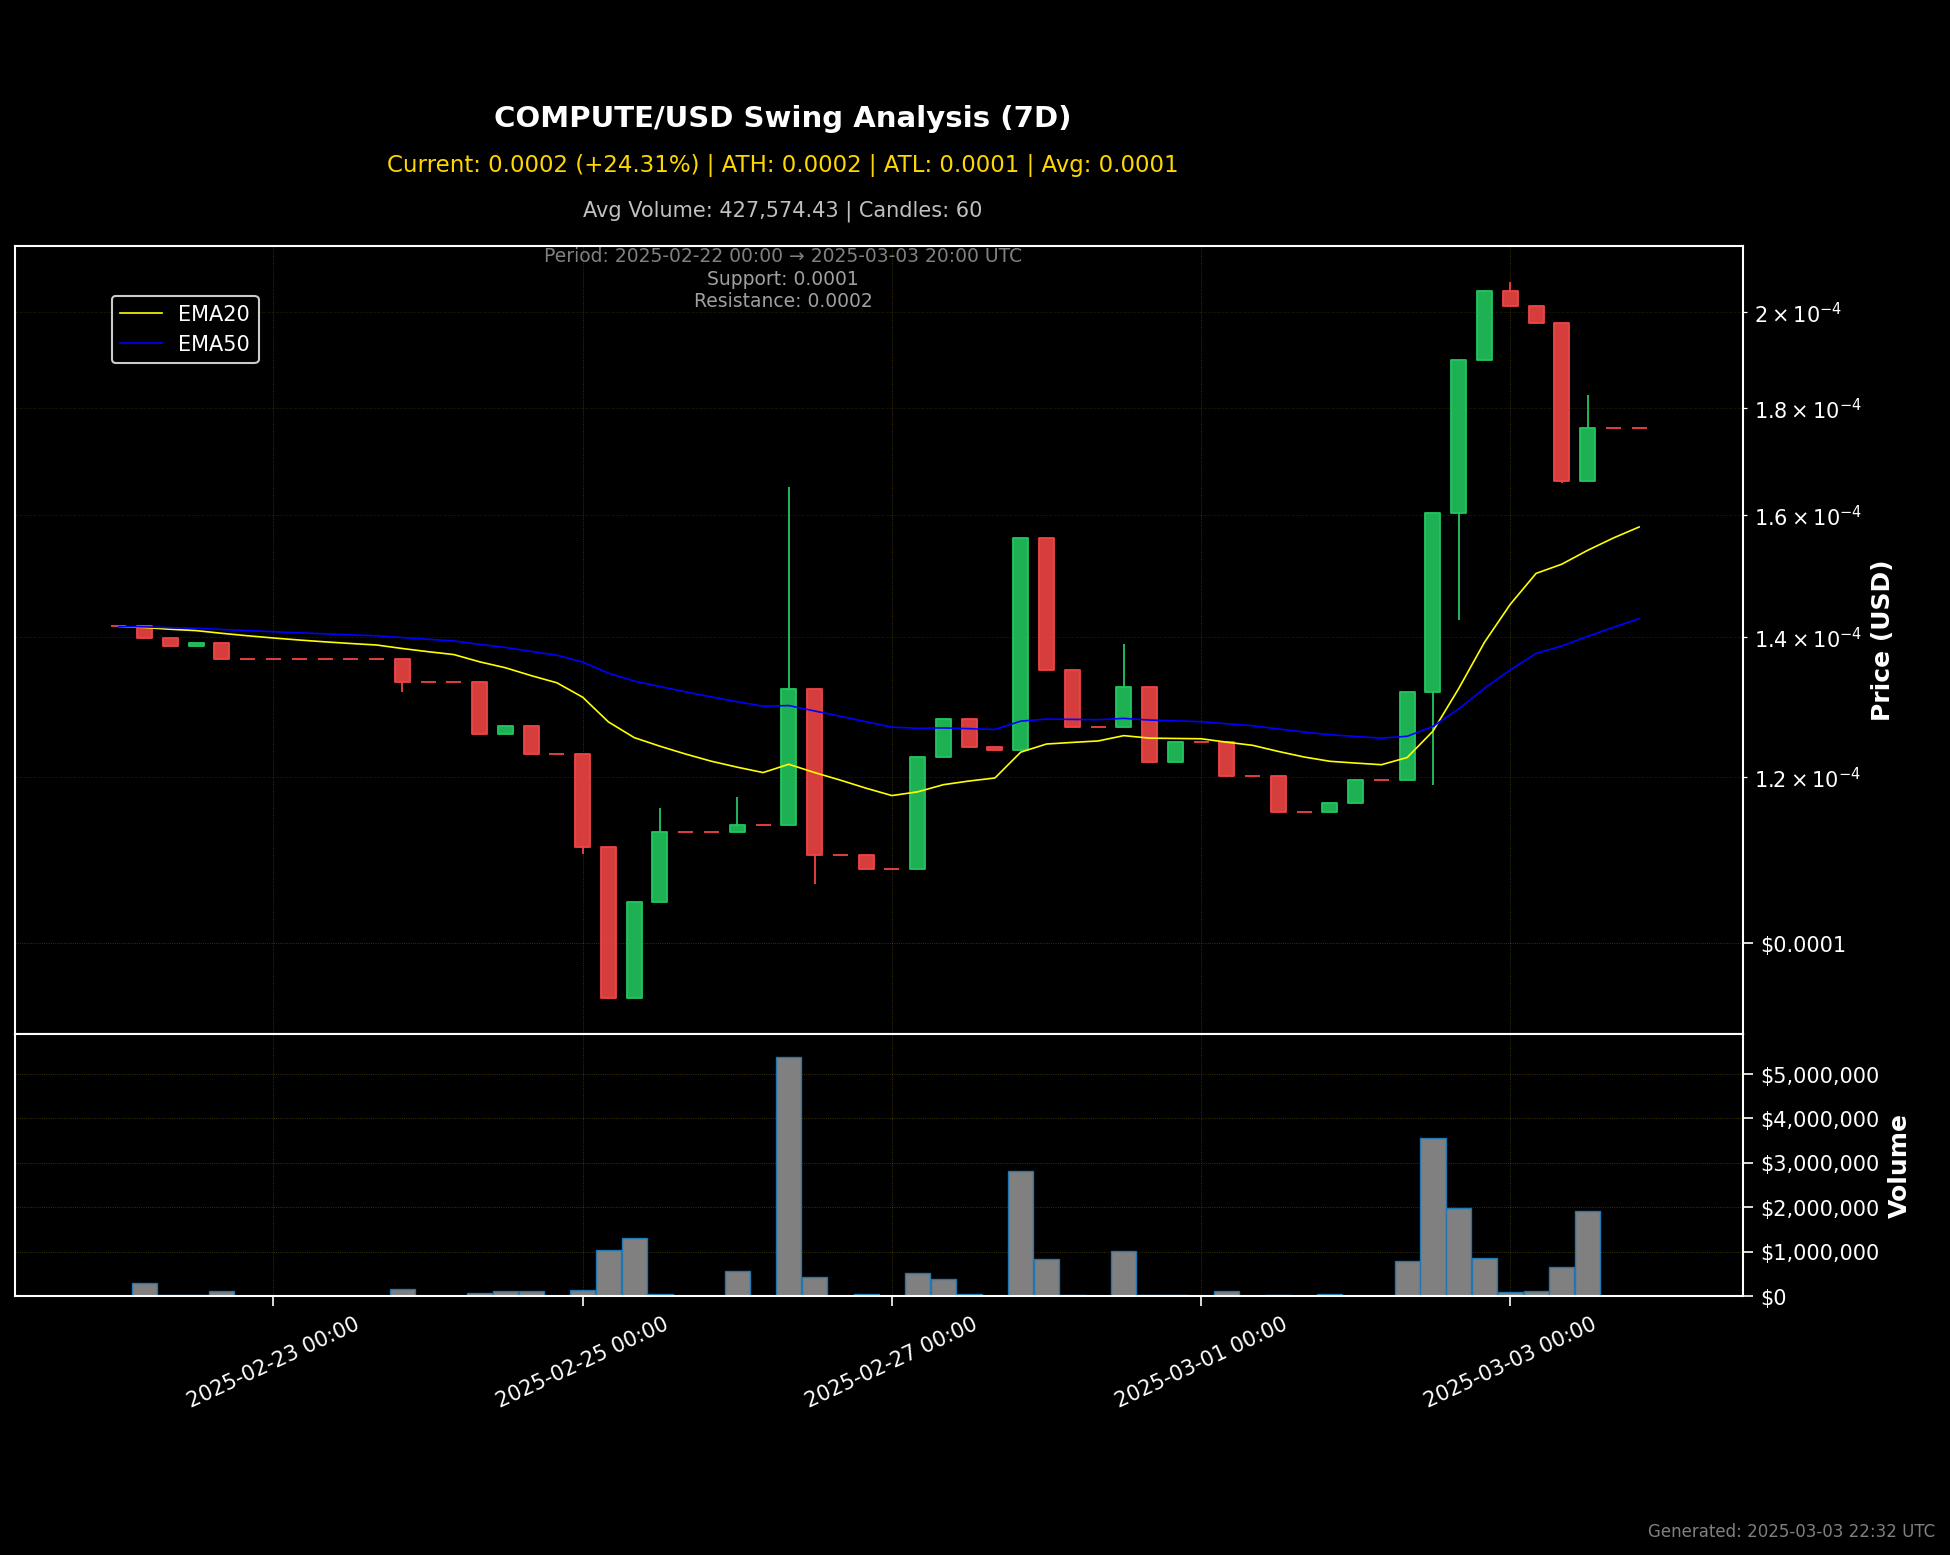 COMPUTE/USD Swing Analysis (7D)
Current: 0.0002 (+24.31%) | ATH: 0.0002 | ATL: 0.0001 | Avg: 0.0001
Avg Volume: 427,574.43 | Candles: 60
Period: 2025-02-22 00:00 → 2025-03-03 20:00 UTC
Support: 0.0001
Resistance: 0.0002
EMA20
EMA50
2 × 10⁻⁴
1.8 × 10⁻⁴
1.6 × 10⁻⁴
1.4 × 10⁻⁴
1.2 × 10⁻⁴
$0.0001
Price (USD)
$5,000,000
$4,000,000
$3,000,000
$2,000,000
$1,000,000
$0
Volume
2025-02-23 00:00
2025-02-25 00:00
2025-02-27 00:00
2025-03-01 00:00
2025-03-03 00:00
Generated: 2025-03-03 22:32 UTC